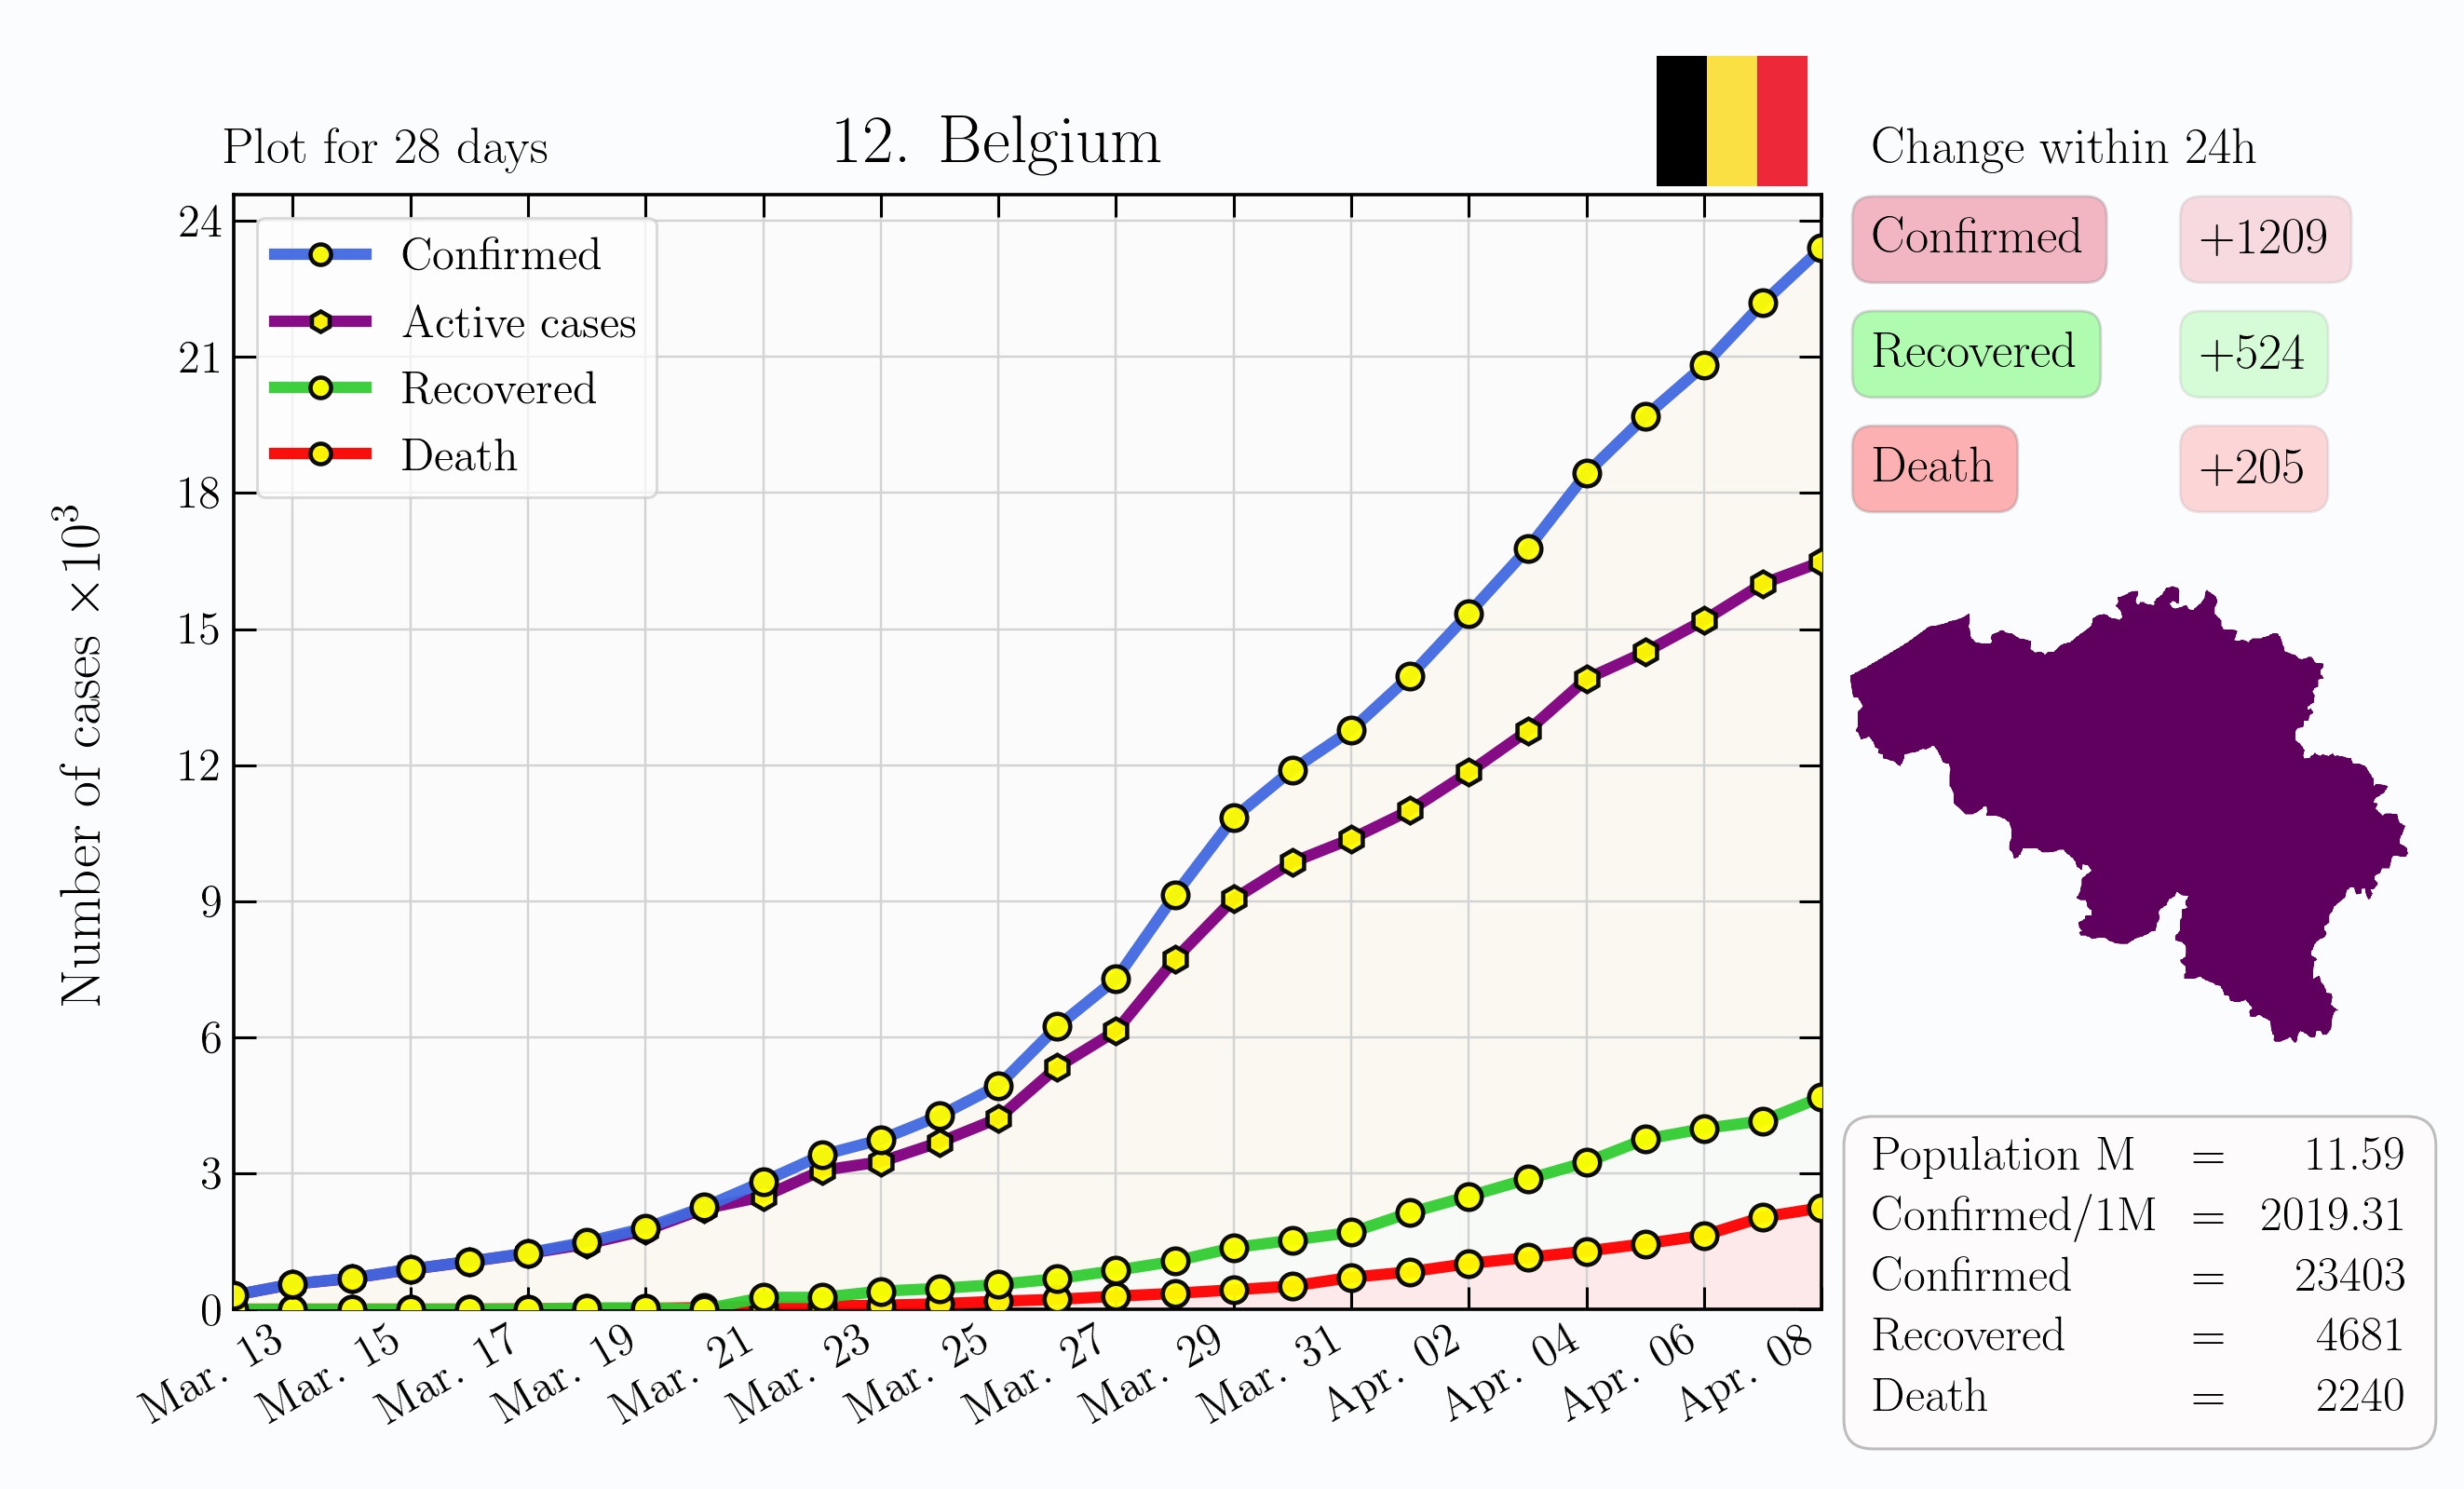 Plot for 28 days
12. Belgium
Change within 24h
Confirmed +1209
Recovered +524
Death +205
Confirmed
Active cases
Recovered
Death
Number of cases ×10³
24
21
18
15
12
9
6
3
0
Mar. 13
Mar. 15
Mar. 17
Mar. 19
Mar. 21
Mar. 23
Mar. 25
Mar. 27
Mar. 29
Mar. 31
Apr. 02
Apr. 04
Apr. 06
Apr. 08
Population M = 11.59
Confirmed/1M = 2019.31
Confirmed = 23403
Recovered = 4681
Death = 2240